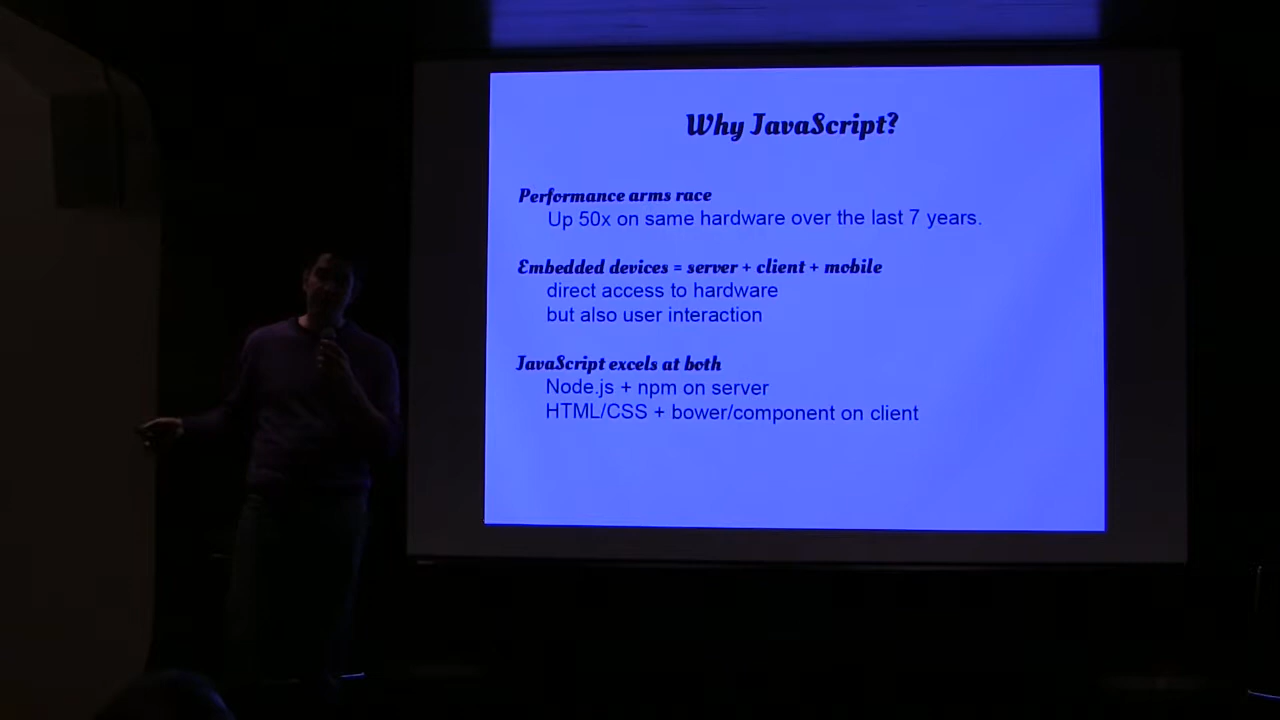 Why JavaScript?
Performance arms race
Up 50x on same hardware over the last 7 years.
Embedded devices = server + client + mobile
direct access to hardware
but also user interaction
JavaScript excels at both
Node.js + npm on server
HTML/CSS + bower/component on client